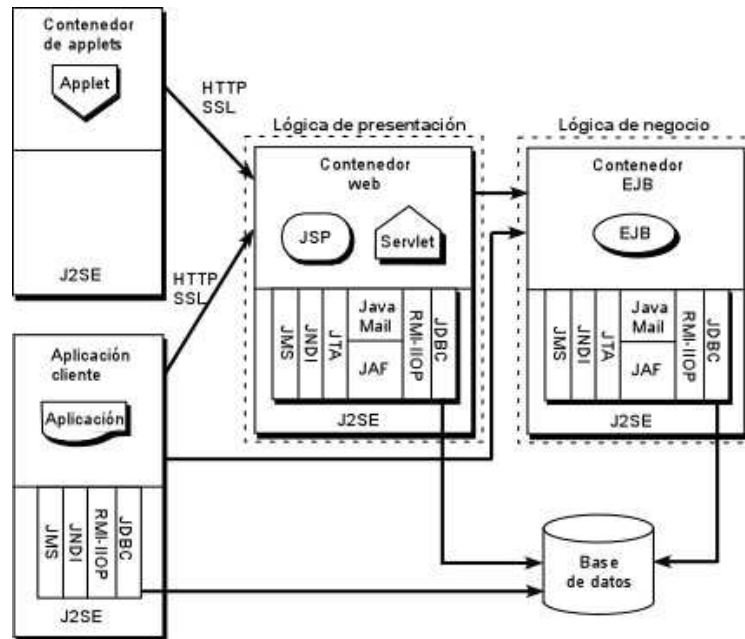 Contenedor
de applets
Applet
J2SE
HTTP
SSL
HTTP
SSL
Aplicación
cliente
Aplicación
JMS
JNDI
RMI-IIOP
JDBC
J2SE
Lógica de presentación
Contenedor
web
JSP
Servlet
JMS
JNDI
JTA
Java
Mail
JAF
RMI-IIOP
JDBC
J2SE
Lógica de negocio
Contenedor
EJB
EJB
JMS
JNDI
JTA
Java
Mail
JAF
RMI-IIOP
JDBC
J2SE
Base
de datos